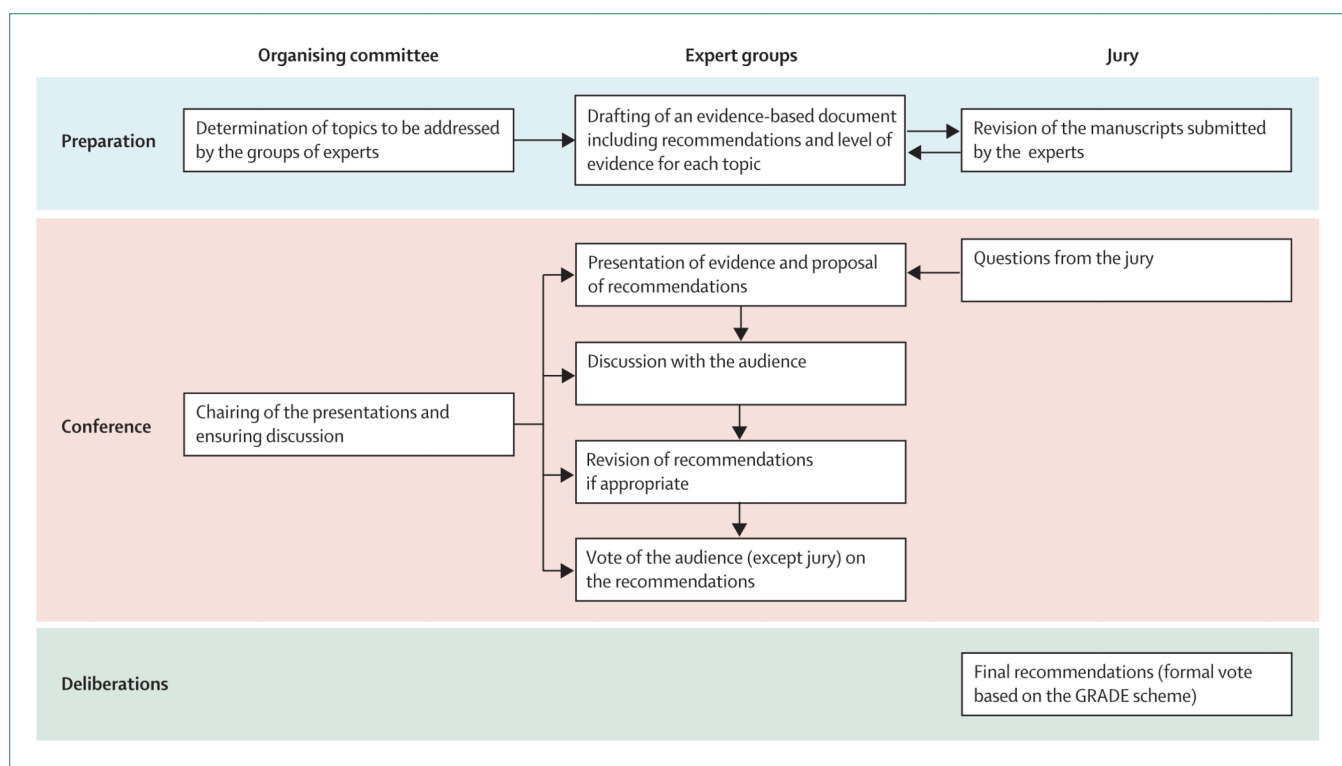 Organising committee
Expert groups
Jury
Preparation
Determination of topics to be addressed
by the groups of experts
Drafting of an evidence-based document
including recommendations and level of
evidence for each topic
Revision of the manuscripts submitted
by the experts
Conference
Chairing of the presentations and
ensuring discussion
Presentation of evidence and proposal
of recommendations
Questions from the jury
Discussion with the audience
Revision of recommendations
if appropriate
Vote of the audience (except jury) on
the recommendations
Deliberations
Final recommendations (formal vote
based on the GRADE scheme)